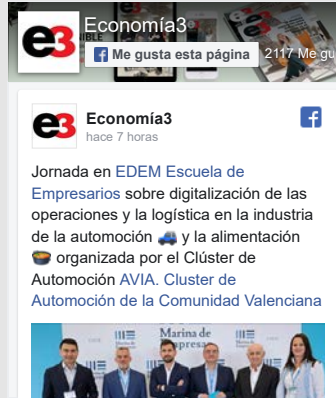 Economía3
e3
Me gusta esta página
2117 Me gu
e3
Economía3
hace 7 horas
Jornada en EDEM Escuela de
Empresarios sobre digitalización de las
operaciones y la logística en la industria
de la automoción 🚙 y la alimentación
🍲 organizada por el Clúster de
Automoción AVIA. Cluster de
Automoción de la Comunidad Valenciana
Marina de
Empresas